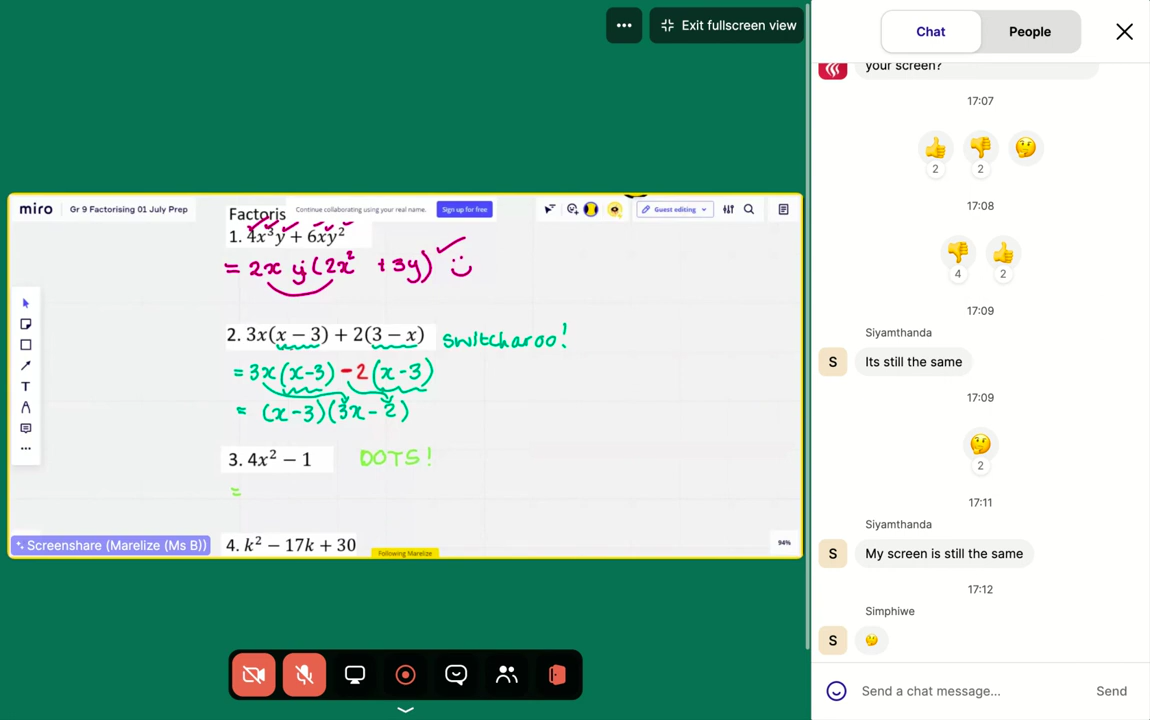 Exit fullscreen view
Chat
People
your screen?
17:07
2
2
17:08
4
2
17:09
Siyamthanda
S
Its still the same
17:09
2
17:11
Siyamthanda
S
My screen is still the same
17:12
Simphiwe
S
Send a chat message...
Send
miro
Gr 9 Factorising 01 July Prep
Factoris
Continue collaborating using your real name.
Sign up for free
Guest editing
1. 4x³y + 6xy²
= 2xy(2x² + 3y)
2. 3x(x − 3) + 2(3 − x)
switcharoo!
= 3x(x-3) -2(x-3)
= (x-3)(3x-2)
3. 4x² − 1
DOTS!
=
4. k² − 17k + 30
Screenshare (Marelize (Ms B))
Following Marelize
94%
T